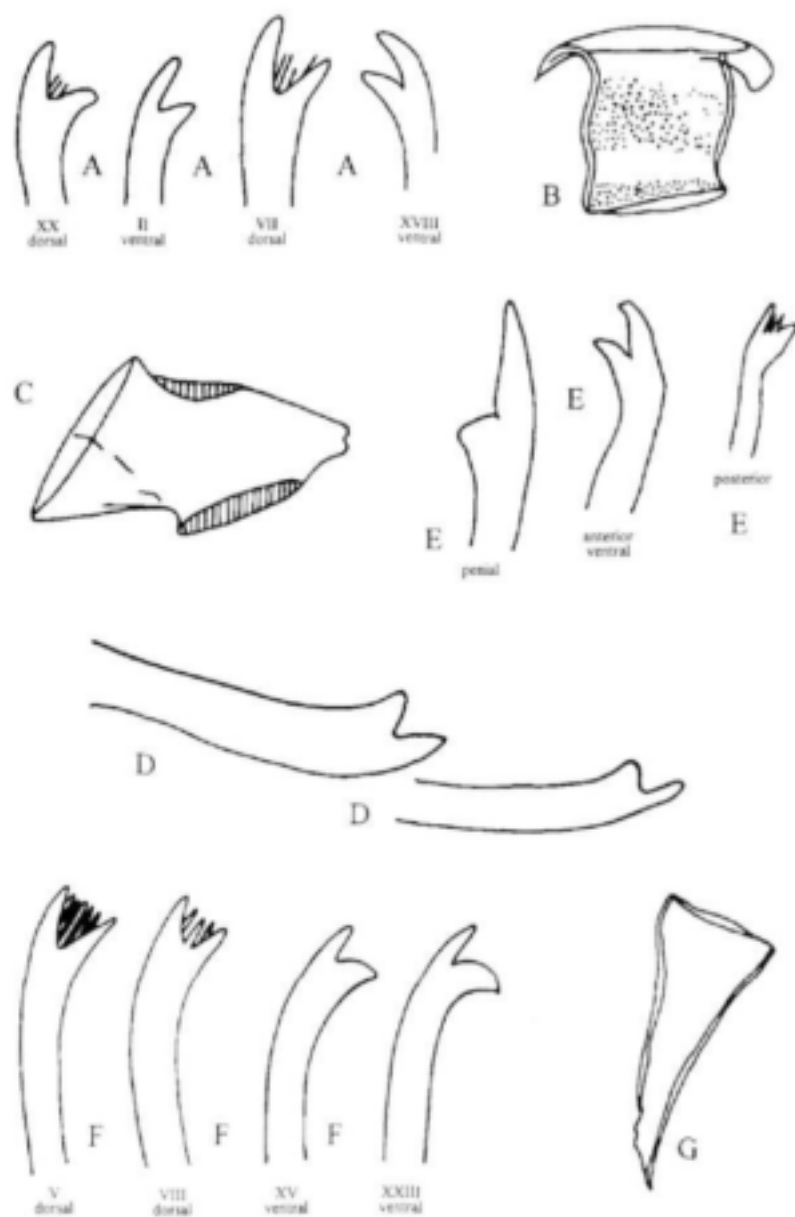 A
A
A
XX
dorsal
II
ventral
VII
dorsal
XVIII
ventral
B
C
E
E
E
penial
anterior
ventral
posterior
D
D
F
F
F
V
dorsal
VIII
dorsal
XV
ventral
XXIII
ventral
G